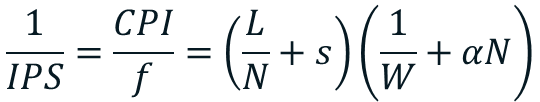 1/IPS = CPI/f = (L/N + s)(1/W + αN)